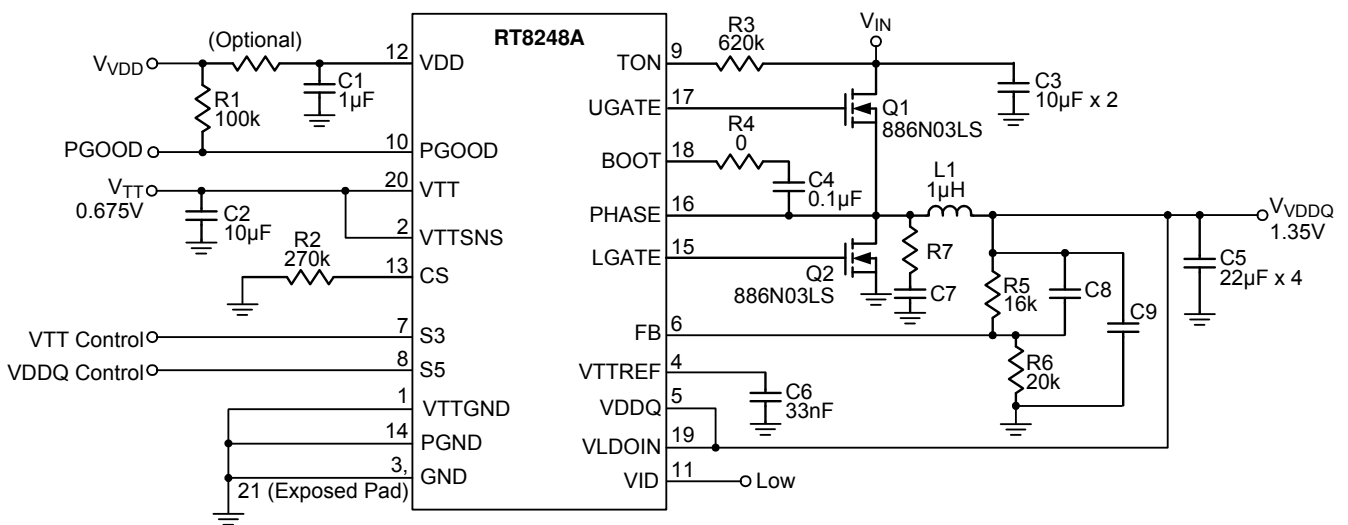 RT8248A
(Optional)
V_VDD
12
VDD
C1
1µF
R1
100k
PGOOD
10
PGOOD
V_TT
0.675V
20
VTT
C2
10µF
2
VTTSNS
R2
270k
13
CS
VTT Control
7
S3
VDDQ Control
8
S5
1
VTTGND
14
PGND
3,
21 (Exposed Pad)
GND
TON
9
R3
620k
V_IN
C3
10µF x 2
UGATE
17
Q1
886N03LS
BOOT
18
R4
0
C4
0.1µF
PHASE
16
L1
1µH
V_VDDQ
1.35V
LGATE
15
Q2
886N03LS
R7
C7
R5
16k
C8
C9
C5
22µF x 4
FB
6
R6
20k
VTTREF
4
C6
33nF
VDDQ
5
VLDOIN
19
VID
11
Low